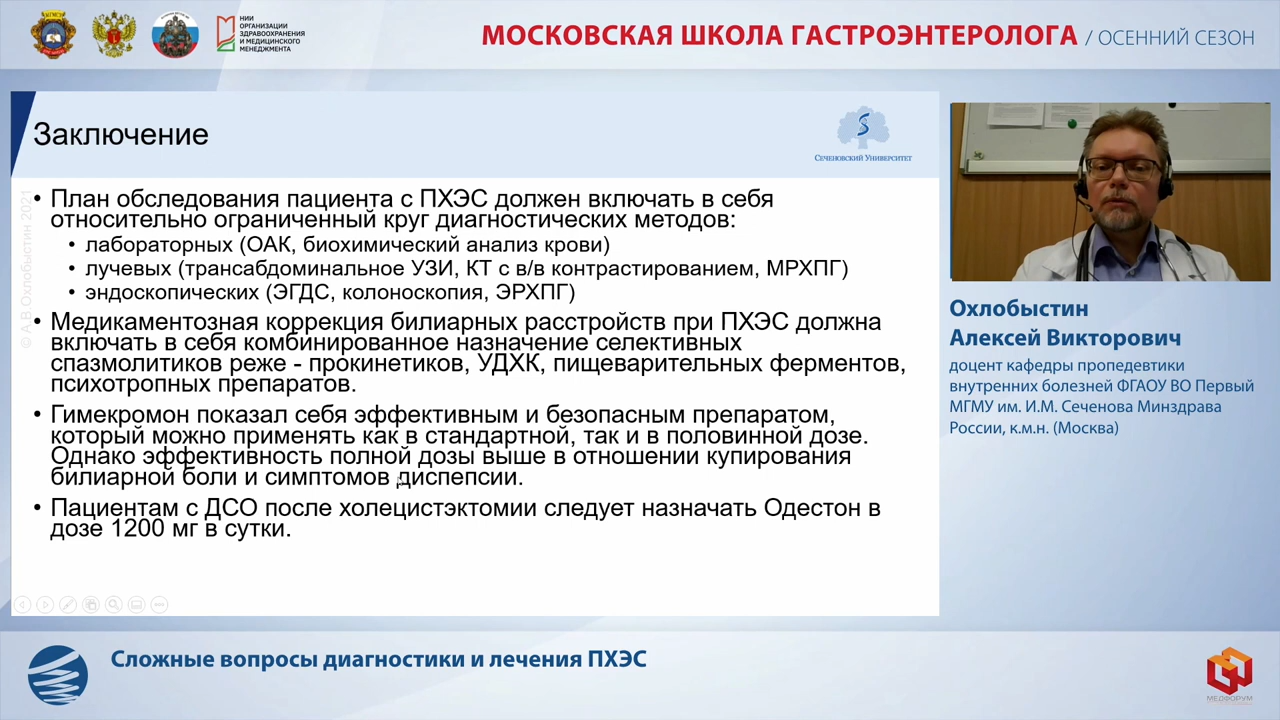 НИИ
ОРГАНИЗАЦИИ
ЗДРАВООХРАНЕНИЯ
И МЕДИЦИНСКОГО
МЕНЕДЖМЕНТА
МОСКОВСКАЯ ШКОЛА ГАСТРОЭНТЕРОЛОГА / ОСЕННИЙ СЕЗОН
Заключение
СЕЧЕНОВСКИЙ УНИВЕРСИТЕТ
© А.В.Охлобыстин 2021
• План обследования пациента с ПХЭС должен включать в себя
относительно ограниченный круг диагностических методов:
• лабораторных (ОАК, биохимический анализ крови)
• лучевых (трансабдоминальное УЗИ, КТ с в/в контрастированием, МРХПГ)
• эндоскопических (ЭГДС, колоноскопия, ЭРХПГ)
• Медикаментозная коррекция билиарных расстройств при ПХЭС должна
включать в себя комбинированное назначение селективных
спазмолитиков реже - прокинетиков, УДХК, пищеварительных ферментов,
психотропных препаратов.
• Гимекромон показал себя эффективным и безопасным препаратом,
который можно применять как в стандартной, так и в половинной дозе.
Однако эффективность полной дозы выше в отношении купирования
билиарной боли и симптомов диспепсии.
• Пациентам с ДСО после холецистэктомии следует назначать Одестон в
дозе 1200 мг в сутки.
Охлобыстин
Алексей Викторович
доцент кафедры пропедевтики
внутренних болезней ФГАОУ ВО Первый
МГМУ им. И.М. Сеченова Минздрава
России, к.м.н. (Москва)
Сложные вопросы диагностики и лечения ПХЭС
МЕДФОРУМ